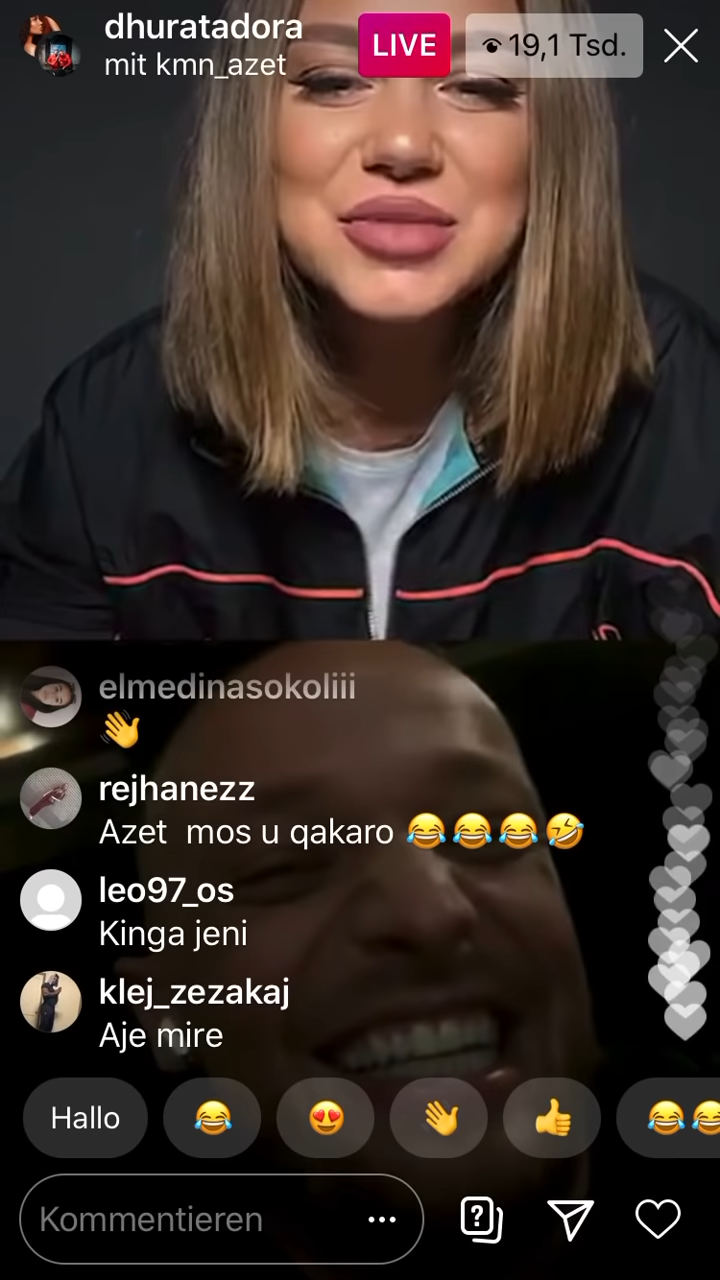 dhuratadora
mit kmn_azet
LIVE
19,1 Tsd.
elmedinasokoliii
👋
rejhanezz
Azet mos u qakaro 😂😂😂🤣
leo97_os
Kinga jeni
klej_zezakaj
Aje mire
Hallo 😂 😍 👋 👍 😂😂
Kommentieren